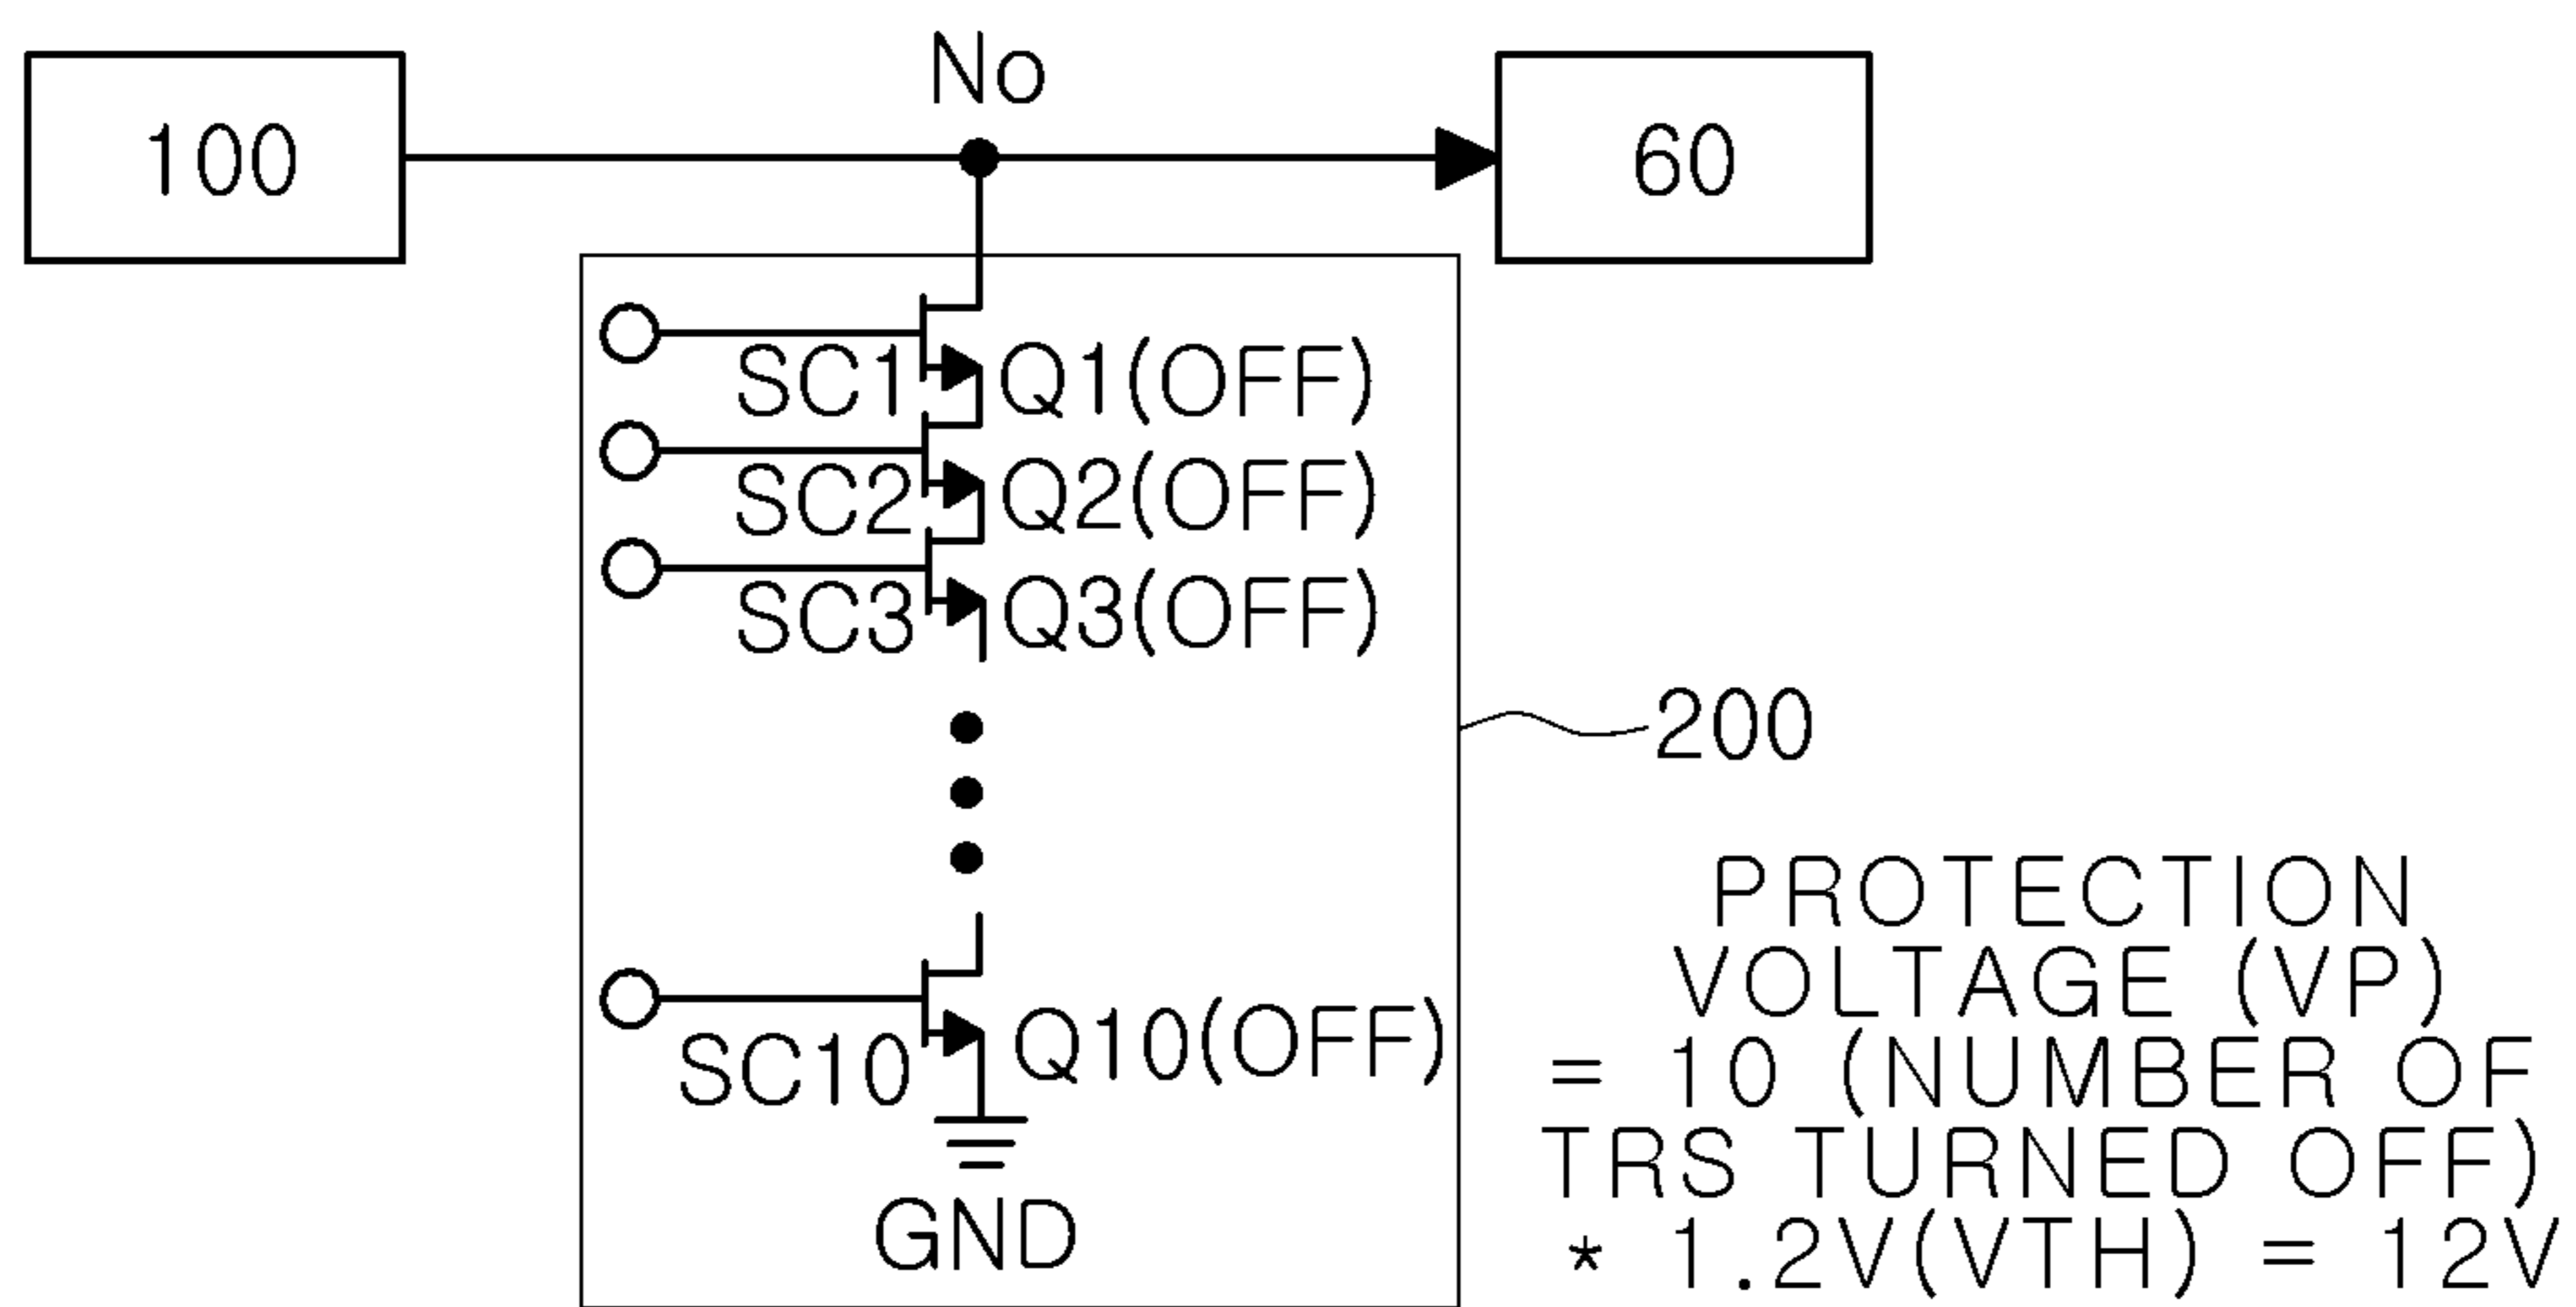 No
100
60
SC1
Q1(OFF)
SC2
Q2(OFF)
SC3
Q3(OFF)
200
SC10
Q10(OFF)
GND
PROTECTION
VOLTAGE (VP)
= 10 (NUMBER OF
TRS TURNED OFF)
* 1.2V(VTH) = 12V